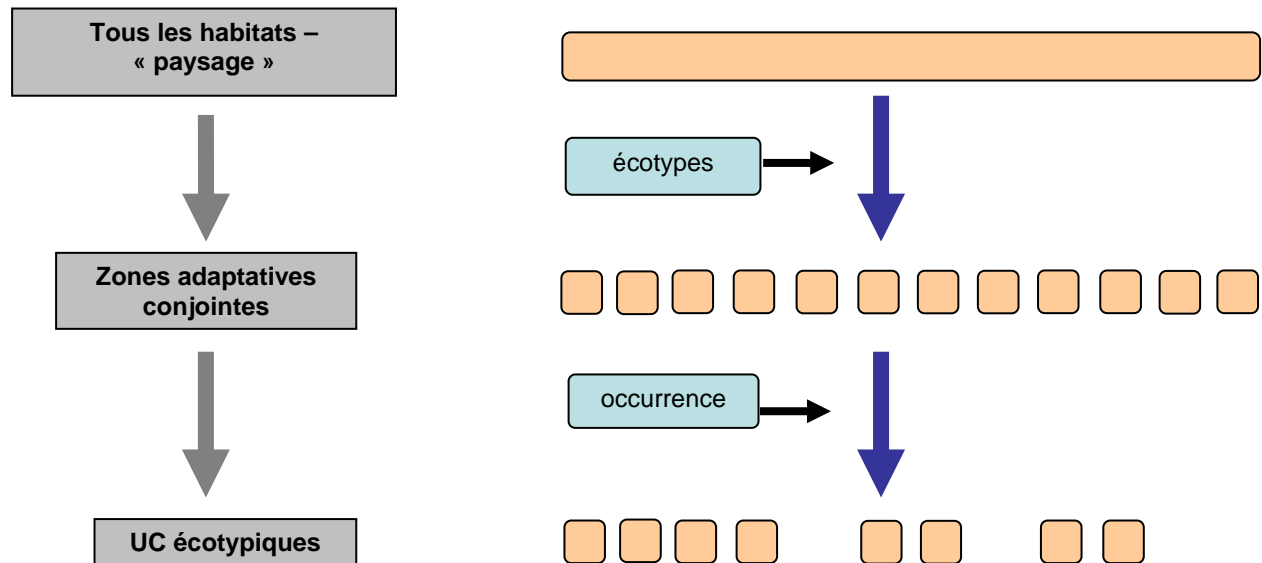 Tous les habitats –
« paysage »
écotypes
Zones adaptatives
conjointes
occurrence
UC écotypiques